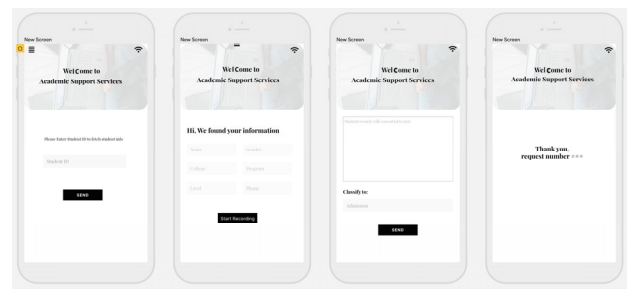 New Screen
Welcome to
Academic Support Services
Please Enter Student ID to fetch student info
Student ID
SEND
New Screen
Welcome to
Academic Support Services
Hi, We found your information
Name
Gender
College
Program
Level
Phone
Start Recording
New Screen
Welcome to
Academic Support Services
Classify to:
Admission
SEND
New Screen
Welcome to
Academic Support Services
Thank you,
request number ***